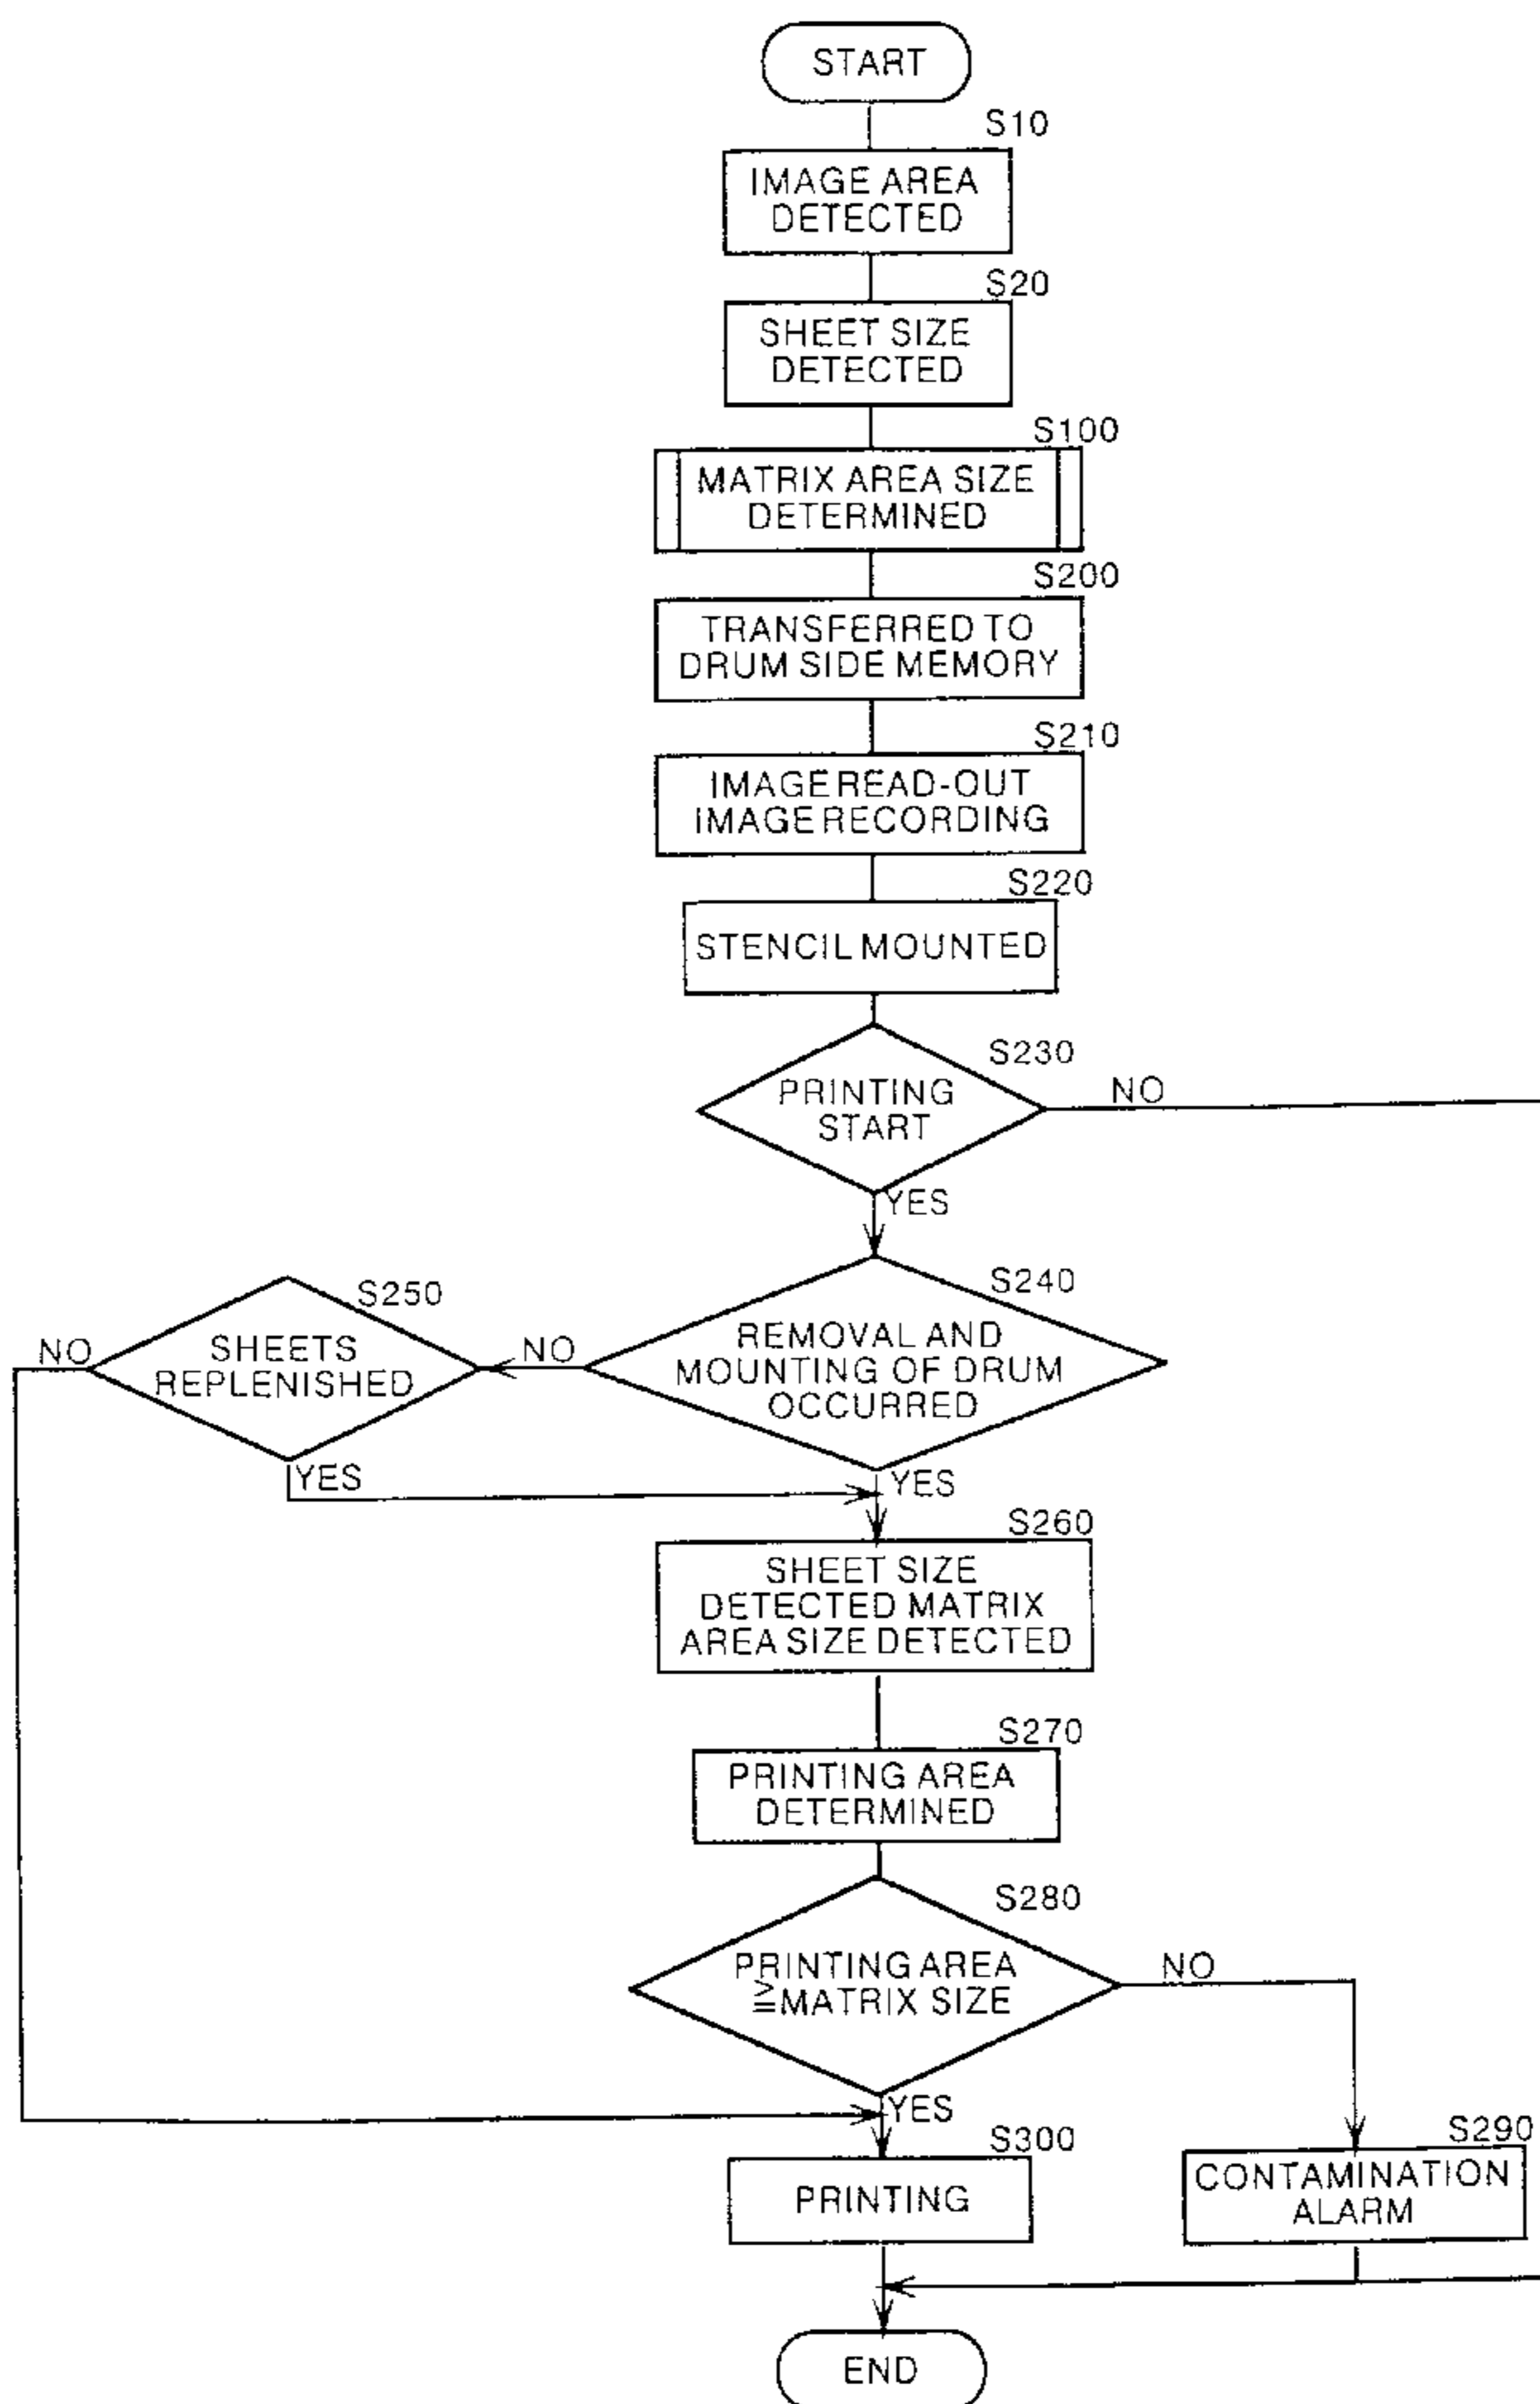 START
S10
IMAGE AREA
DETECTED
S20
SHEET SIZE
DETECTED
S100
MATRIX AREA SIZE
DETERMINED
S200
TRANSFERRED TO
DRUM SIDE MEMORY
S210
IMAGE READ-OUT
IMAGE RECORDING
S220
STENCIL MOUNTED
S230
PRINTING
START
NO
YES
S240
REMOVAL AND
MOUNTING OF DRUM
OCCURRED
NO
S250
SHEETS
REPLENISHED
NO
YES
YES
S260
SHEET SIZE
DETECTED MATRIX
AREA SIZE DETECTED
S270
PRINTING AREA
DETERMINED
S280
PRINTING AREA
≧MATRIX SIZE
NO
YES
S300
PRINTING
S290
CONTAMINATION
ALARM
END